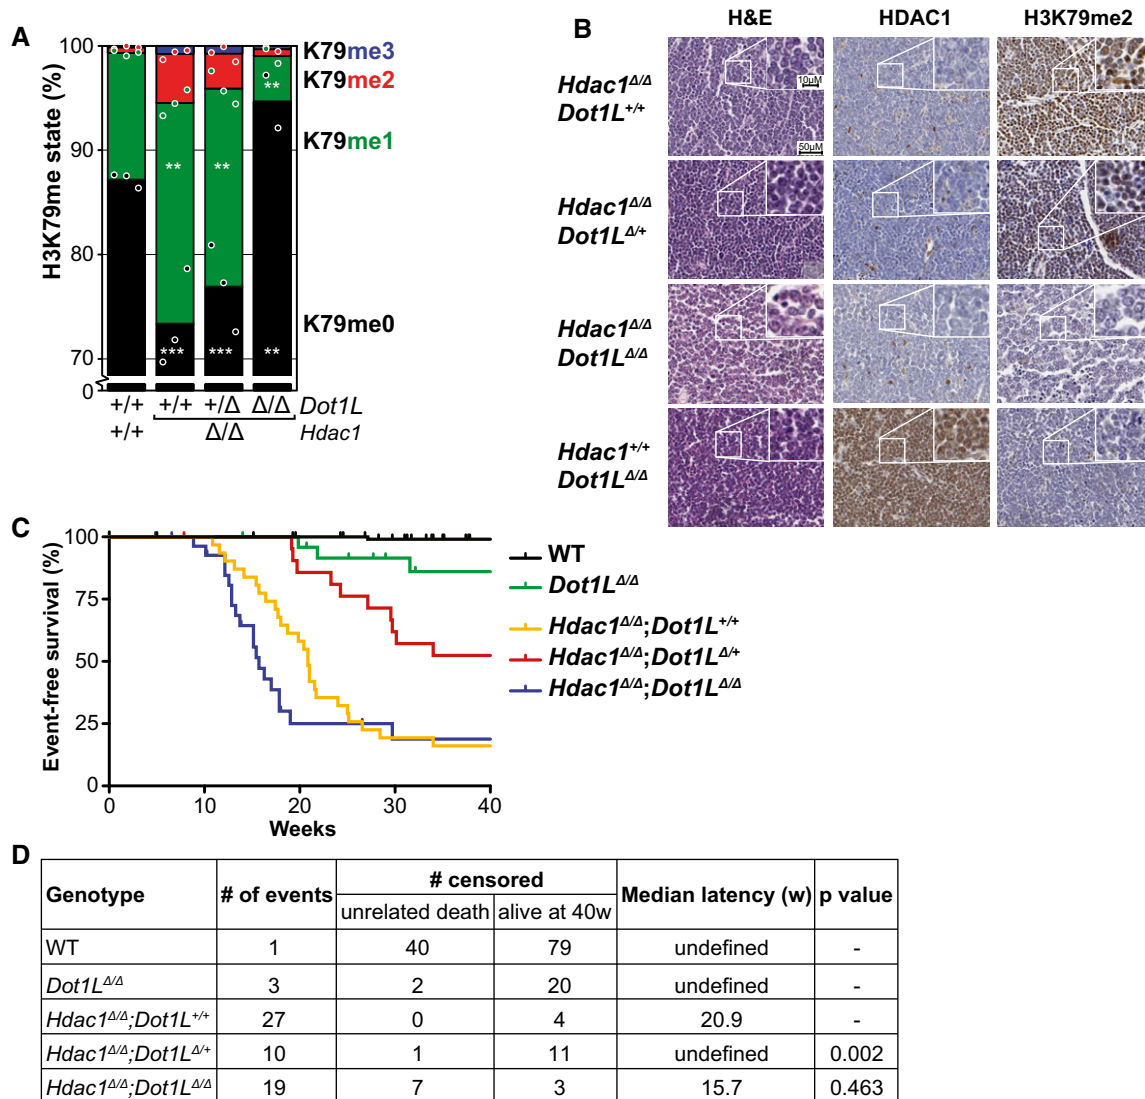 A
H3K79me state (%)
100
90
80
70
0
K79me3
K79me2
K79me1
K79me0
**
**
**
***
***
**
+/+ +/+ +/Δ Δ/Δ Dot1L
+/+ Δ/Δ Hdac1
B
H&E HDAC1 H3K79me2
Hdac1Δ/Δ
Dot1L+/+
10µM
50µM
Hdac1Δ/Δ
Dot1LΔ/+
Hdac1Δ/Δ
Dot1LΔ/Δ
Hdac1+/+
Dot1LΔ/Δ
C
Event-free survival (%)
100
75
50
25
0
0 10 20 30 40
Weeks
WT
Dot1LΔ/Δ
Hdac1Δ/Δ;Dot1L+/+
Hdac1Δ/Δ;Dot1LΔ/+
Hdac1Δ/Δ;Dot1LΔ/Δ
D
Genotype # of events # censored Median latency (w) p value
unrelated death alive at 40w
WT 1 40 79 undefined -
Dot1LΔ/Δ 3 2 20 undefined -
Hdac1Δ/Δ;Dot1L+/+ 27 0 4 20.9 -
Hdac1Δ/Δ;Dot1LΔ/+ 10 1 11 undefined 0.002
Hdac1Δ/Δ;Dot1LΔ/Δ 19 7 3 15.7 0.463